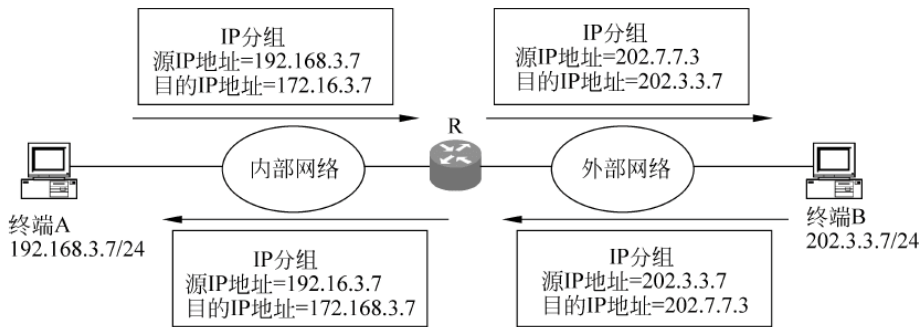 IP分组
源IP地址=192.168.3.7
目的IP地址=172.16.3.7
IP分组
源IP地址=202.7.7.3
目的IP地址=202.3.3.7
R
内部网络
外部网络
终端A
192.168.3.7/24
终端B
202.3.3.7/24
IP分组
源IP地址=192.16.3.7
目的IP地址=172.168.3.7
IP分组
源IP地址=202.3.3.7
目的IP地址=202.7.7.3